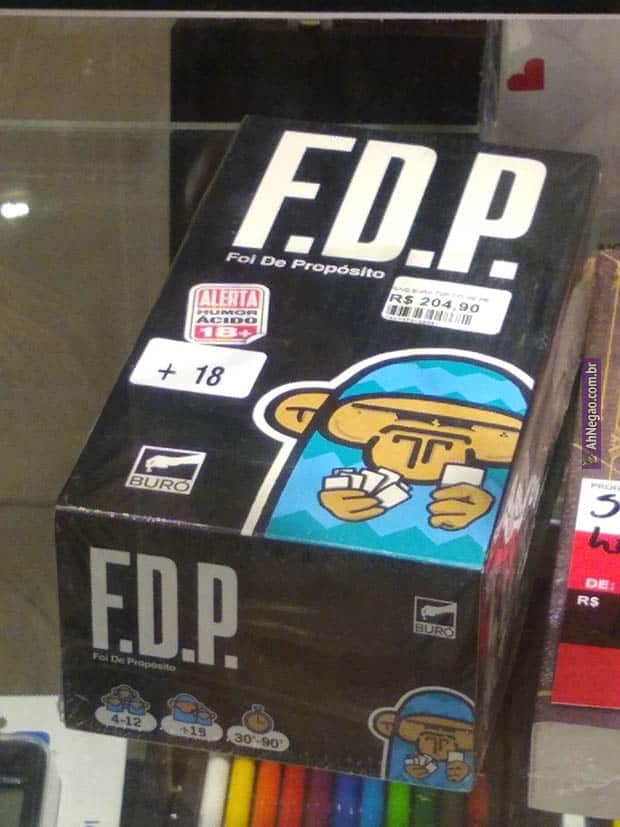 F.D.P.
Foi De Propósito
R$ 204,90
ALERTA
HUMOR
ÁCIDO
18+
+ 18
BURÓ
F.D.P.
Foi De Propósito
BURÓ
4-12
+18
30'-90'
AhNegao.com.br
DE:
R$